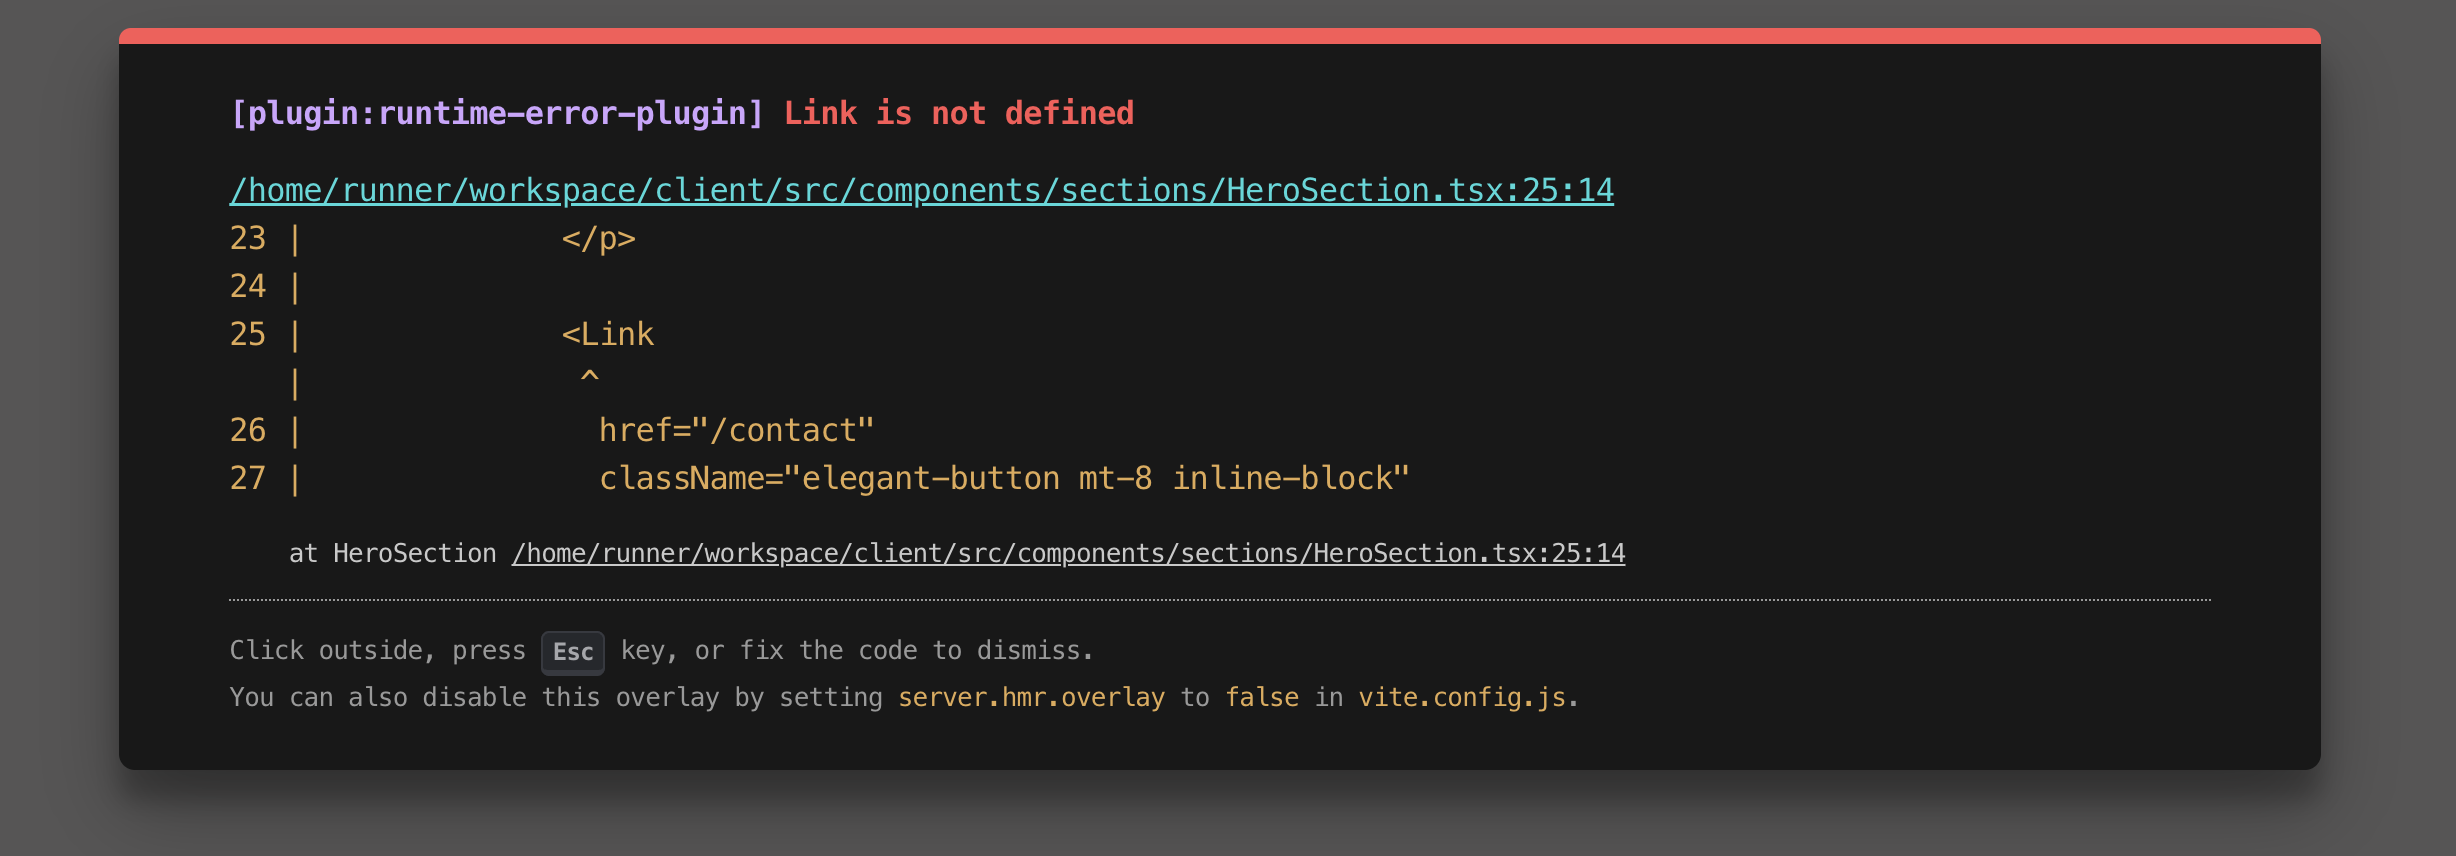 [plugin:runtime-error-plugin] Link is not defined
/home/runner/workspace/client/src/components/sections/HeroSection.tsx:25:14
23 |              </p>
24 |
25 |              <Link
   |               ^
26 |                href="/contact"
27 |                className="elegant-button mt-8 inline-block"
at HeroSection /home/runner/workspace/client/src/components/sections/HeroSection.tsx:25:14
Click outside, press Esc key, or fix the code to dismiss.
You can also disable this overlay by setting server.hmr.overlay to false in vite.config.js.